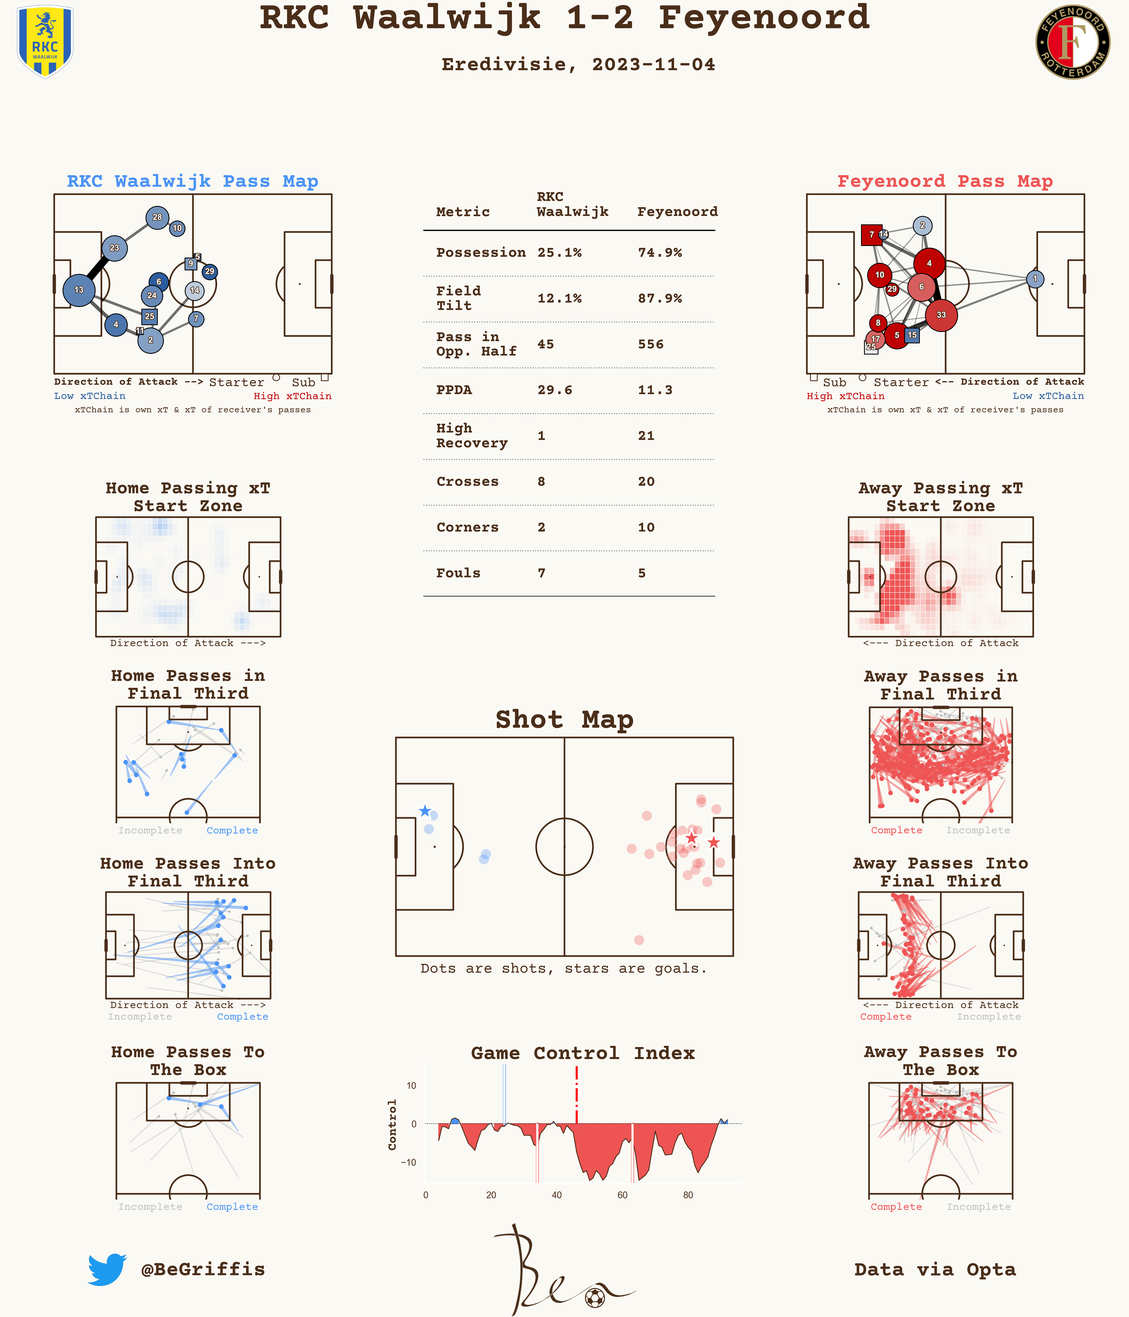 RKC Waalwijk 1-2 Feyenoord
Eredivisie, 2023-11-04
RKC
WAALWIJK
FEYENOORD
F
ROTTERDAM
RKC Waalwijk Pass Map
28
10
23
5
9
29
13
6
24
14
25
7
4
11
2
Direction of Attack --> Starter Sub
Low xTChain High xTChain
xTChain is own xT & xT of receiver's passes
Metric RKC Waalwijk Feyenoord
Possession 25.1% 74.9%
Field Tilt 12.1% 87.9%
Pass in Opp. Half 45 556
PPDA 29.6 11.3
High Recovery 1 21
Crosses 8 20
Corners 2 10
Fouls 7 5
Feyenoord Pass Map
2
7 14
4
10
1
29
6
33
8
5
15
17
25
Sub Starter <-- Direction of Attack
High xTChain Low xTChain
xTChain is own xT & xT of receiver's passes
Home Passing xT
Start Zone
Direction of Attack --->
Away Passing xT
Start Zone
<--- Direction of Attack
Home Passes in
Final Third
Incomplete Complete
Away Passes in
Final Third
Complete Incomplete
Shot Map
Dots are shots, stars are goals.
Home Passes Into
Final Third
Direction of Attack --->
Incomplete Complete
Away Passes Into
Final Third
<--- Direction of Attack
Complete Incomplete
Home Passes To
The Box
Incomplete Complete
Game Control Index
Control
10
0
−10
0 20 40 60 80
Away Passes To
The Box
Complete Incomplete
@BeGriffis
Ben
Data via Opta